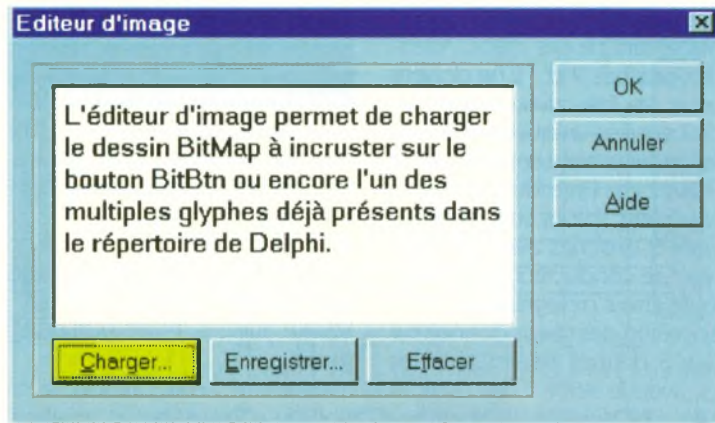 Editeur d'image
L'éditeur d'image permet de charger
le dessin BitMap à incruster sur le
bouton BitBtn ou encore l'un des
multiples glyphes déjà présents dans
le répertoire de Delphi.
OK
Annuler
Aide
Charger...
Enregistrer...
Effacer